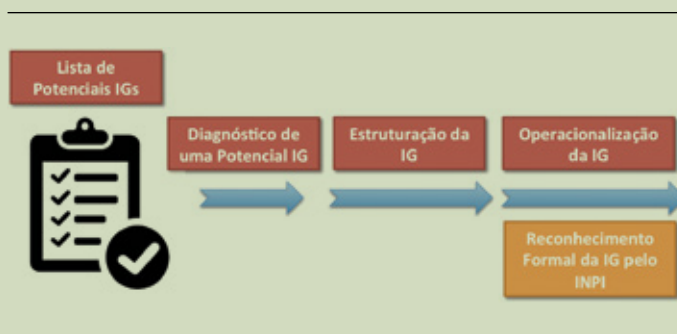 Lista de
Potenciais IGs
Diagnóstico de
uma Potencial IG
Estruturação da
IG
Operacionalização
da IG
Reconhecimento
Formal da IG pelo
INPI